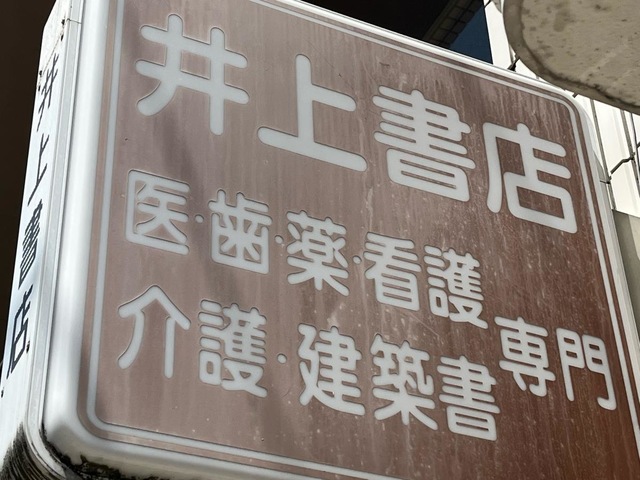 井上書店
医・歯・薬・看護
介護・建築書
専門
井上書店